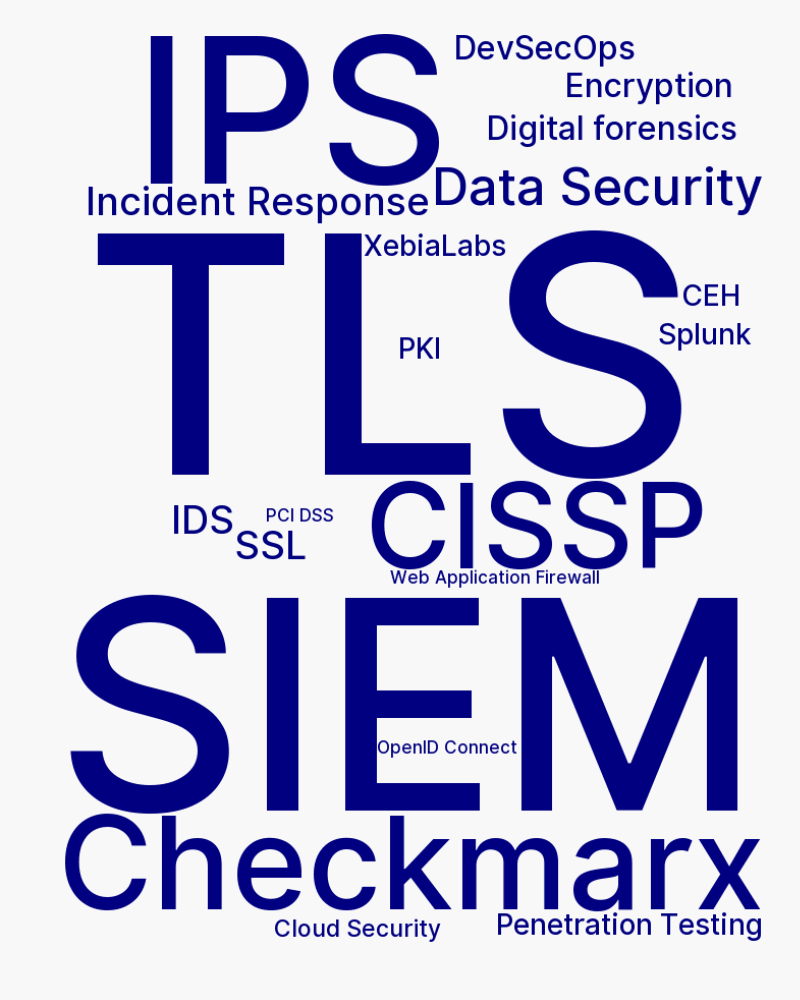 IPS
DevSecOps
Encryption
Digital forensics
Data Security
Incident Response
TLS
XebiaLabs
CEH
Splunk
PKI
CISSP
IDS
PCI DSS
SSL
Web Application Firewall
SIEM
OpenID Connect
Checkmarx
Cloud Security
Penetration Testing